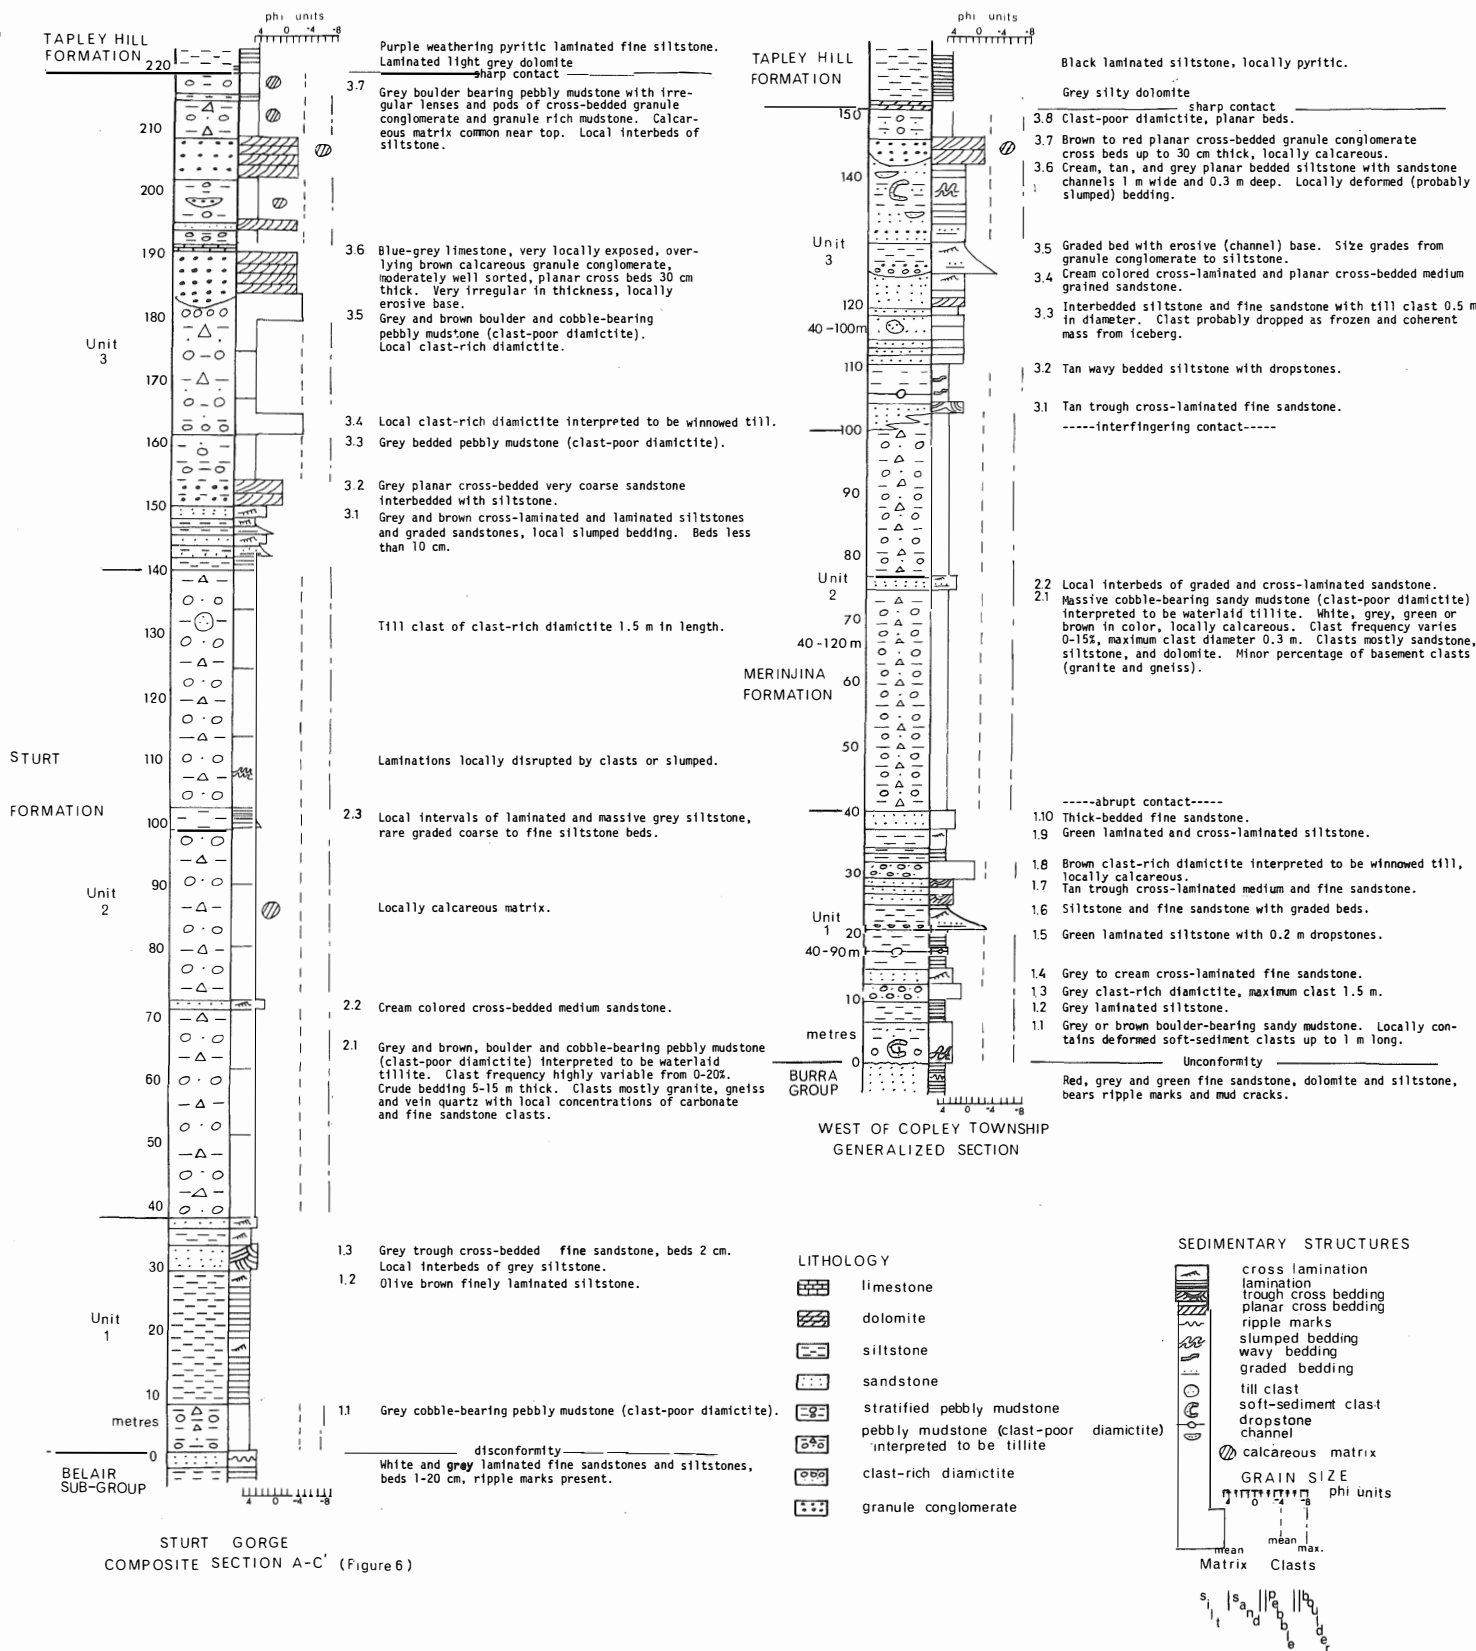 phi units
4 0 -4 -8
TAPLEY HILL
FORMATION
220
210
200
190
180
Unit
3
170
160
150
140
130
120
STURT
110
FORMATION
100
90
Unit
2
80
70
60
50
40
30
Unit
1
20
10
metres
0
BELAIR
SUB-GROUP
4 0 -4 -8
Purple weathering pyritic laminated fine siltstone.
Laminated light grey dolomite
sharp contact
3.7 Grey boulder bearing pebbly mudstone with irre-
gular lenses and pods of cross-bedded granule
conglomerate and granule rich mudstone. Calcar-
eous matrix common near top. Local interbeds of
siltstone.
3.6 Blue-grey limestone, very locally exposed, over-
lying brown calcareous granule conglomerate,
moderately well sorted, planar cross beds 30 cm
thick. Very irregular in thickness, locally
erosive base.
3.5 Grey and brown boulder and cobble-bearing
pebbly mudstone (clast-poor diamictite).
Local clast-rich diamictite.
3.4 Local clast-rich diamictite interpreted to be winnowed till.
3.3 Grey bedded pebbly mudstone (clast-poor diamictite).
3.2 Grey planar cross-bedded very coarse sandstone
interbedded with siltstone.
3.1 Grey and brown cross-laminated and laminated siltstones
and graded sandstones, local slumped bedding. Beds less
than 10 cm.
Till clast of clast-rich diamictite 1.5 m in length.
Laminations locally disrupted by clasts or slumped.
2.3 Local intervals of laminated and massive grey siltstone,
rare graded coarse to fine siltstone beds.
Locally calcareous matrix.
2.2 Cream colored cross-bedded medium sandstone.
2.1 Grey and brown, boulder and cobble-bearing pebbly mudstone
(clast-poor diamictite) interpreted to be waterlaid
tillite. Clast frequency highly variable from 0-20%.
Crude bedding 5-15 m thick. Clasts mostly granite, gneiss
and vein quartz with local concentrations of carbonate
and fine sandstone clasts.
1.3 Grey trough cross-bedded fine sandstone, beds 2 cm.
Local interbeds of grey siltstone.
1.2 Olive brown finely laminated siltstone.
1.1 Grey cobble-bearing pebbly mudstone (clast-poor diamictite).
disconformity
White and grey laminated fine sandstones and siltstones,
beds 1-20 cm, ripple marks present.
STURT GORGE
COMPOSITE SECTION A-C' (Figure 6)
phi units
4 0 -4 -8
TAPLEY HILL
FORMATION
150
140
Unit
3
120
40-100m
110
100
90
80
Unit
2
70
40-120 m
MERINJINA
FORMATION
60
50
40
30
Unit
1
20
40-90m
10
metres
0
BURRA
GROUP
4 0 -4 -8
Black laminated siltstone, locally pyritic.
Grey silty dolomite
sharp contact
3.8 Clast-poor diamictite, planar beds.
3.7 Brown to red planar cross-bedded granule conglomerate
cross beds up to 30 cm thick, locally calcareous.
3.6 Cream, tan, and grey planar bedded siltstone with sandstone
channels 1 m wide and 0.3 m deep. Locally deformed (probably
slumped) bedding.
3.5 Graded bed with erosive (channel) base. Size grades from
granule conglomerate to siltstone.
3.4 Cream colored cross-laminated and planar cross-bedded medium
grained sandstone.
3.3 Interbedded siltstone and fine sandstone with till clast 0.5 m
in diameter. Clast probably dropped as frozen and coherent
mass from iceberg.
3.2 Tan wavy bedded siltstone with dropstones.
3.1 Tan trough cross-laminated fine sandstone.
-----interfingering contact-----
2.2 Local interbeds of graded and cross-laminated sandstone.
2.1 Massive cobble-bearing sandy mudstone (clast-poor diamictite)
interpreted to be waterlaid tillite. White, grey, green or
brown in color, locally calcareous. Clast frequency varies
0-15%, maximum clast diameter 0.3 m. Clasts mostly sandstone,
siltstone, and dolomite. Minor percentage of basement clasts
(granite and gneiss).
-----abrupt contact-----
1.10 Thick-bedded fine sandstone.
1.9 Green laminated and cross-laminated siltstone.
1.8 Brown clast-rich diamictite interpreted to be winnowed till,
locally calcareous.
1.7 Tan trough cross-laminated medium and fine sandstone.
1.6 Siltstone and fine sandstone with graded beds.
1.5 Green laminated siltstone with 0.2 m dropstones.
1.4 Grey to cream cross-laminated fine sandstone.
1.3 Grey clast-rich diamictite, maximum clast 1.5 m.
1.2 Grey laminated siltstone.
1.1 Grey or brown boulder-bearing sandy mudstone. Locally con-
tains deformed soft-sediment clasts up to 1 m long.
Unconformity
Red, grey and green fine sandstone, dolomite and siltstone,
bears ripple marks and mud cracks.
WEST OF COPLEY TOWNSHIP
GENERALIZED SECTION
LITHOLOGY
limestone
dolomite
siltstone
sandstone
stratified pebbly mudstone
pebbly mudstone (clast-poor diamictite)
interpreted to be tillite
clast-rich diamictite
granule conglomerate
SEDIMENTARY STRUCTURES
cross lamination
lamination
trough cross bedding
planar cross bedding
ripple marks
slumped bedding
wavy bedding
graded bedding
till clast
soft-sediment clast
dropstone
channel
calcareous matrix
GRAIN SIZE
phi units
4 0 -4 -8
mean mean max.
Matrix Clasts
silt sand pebble boulder